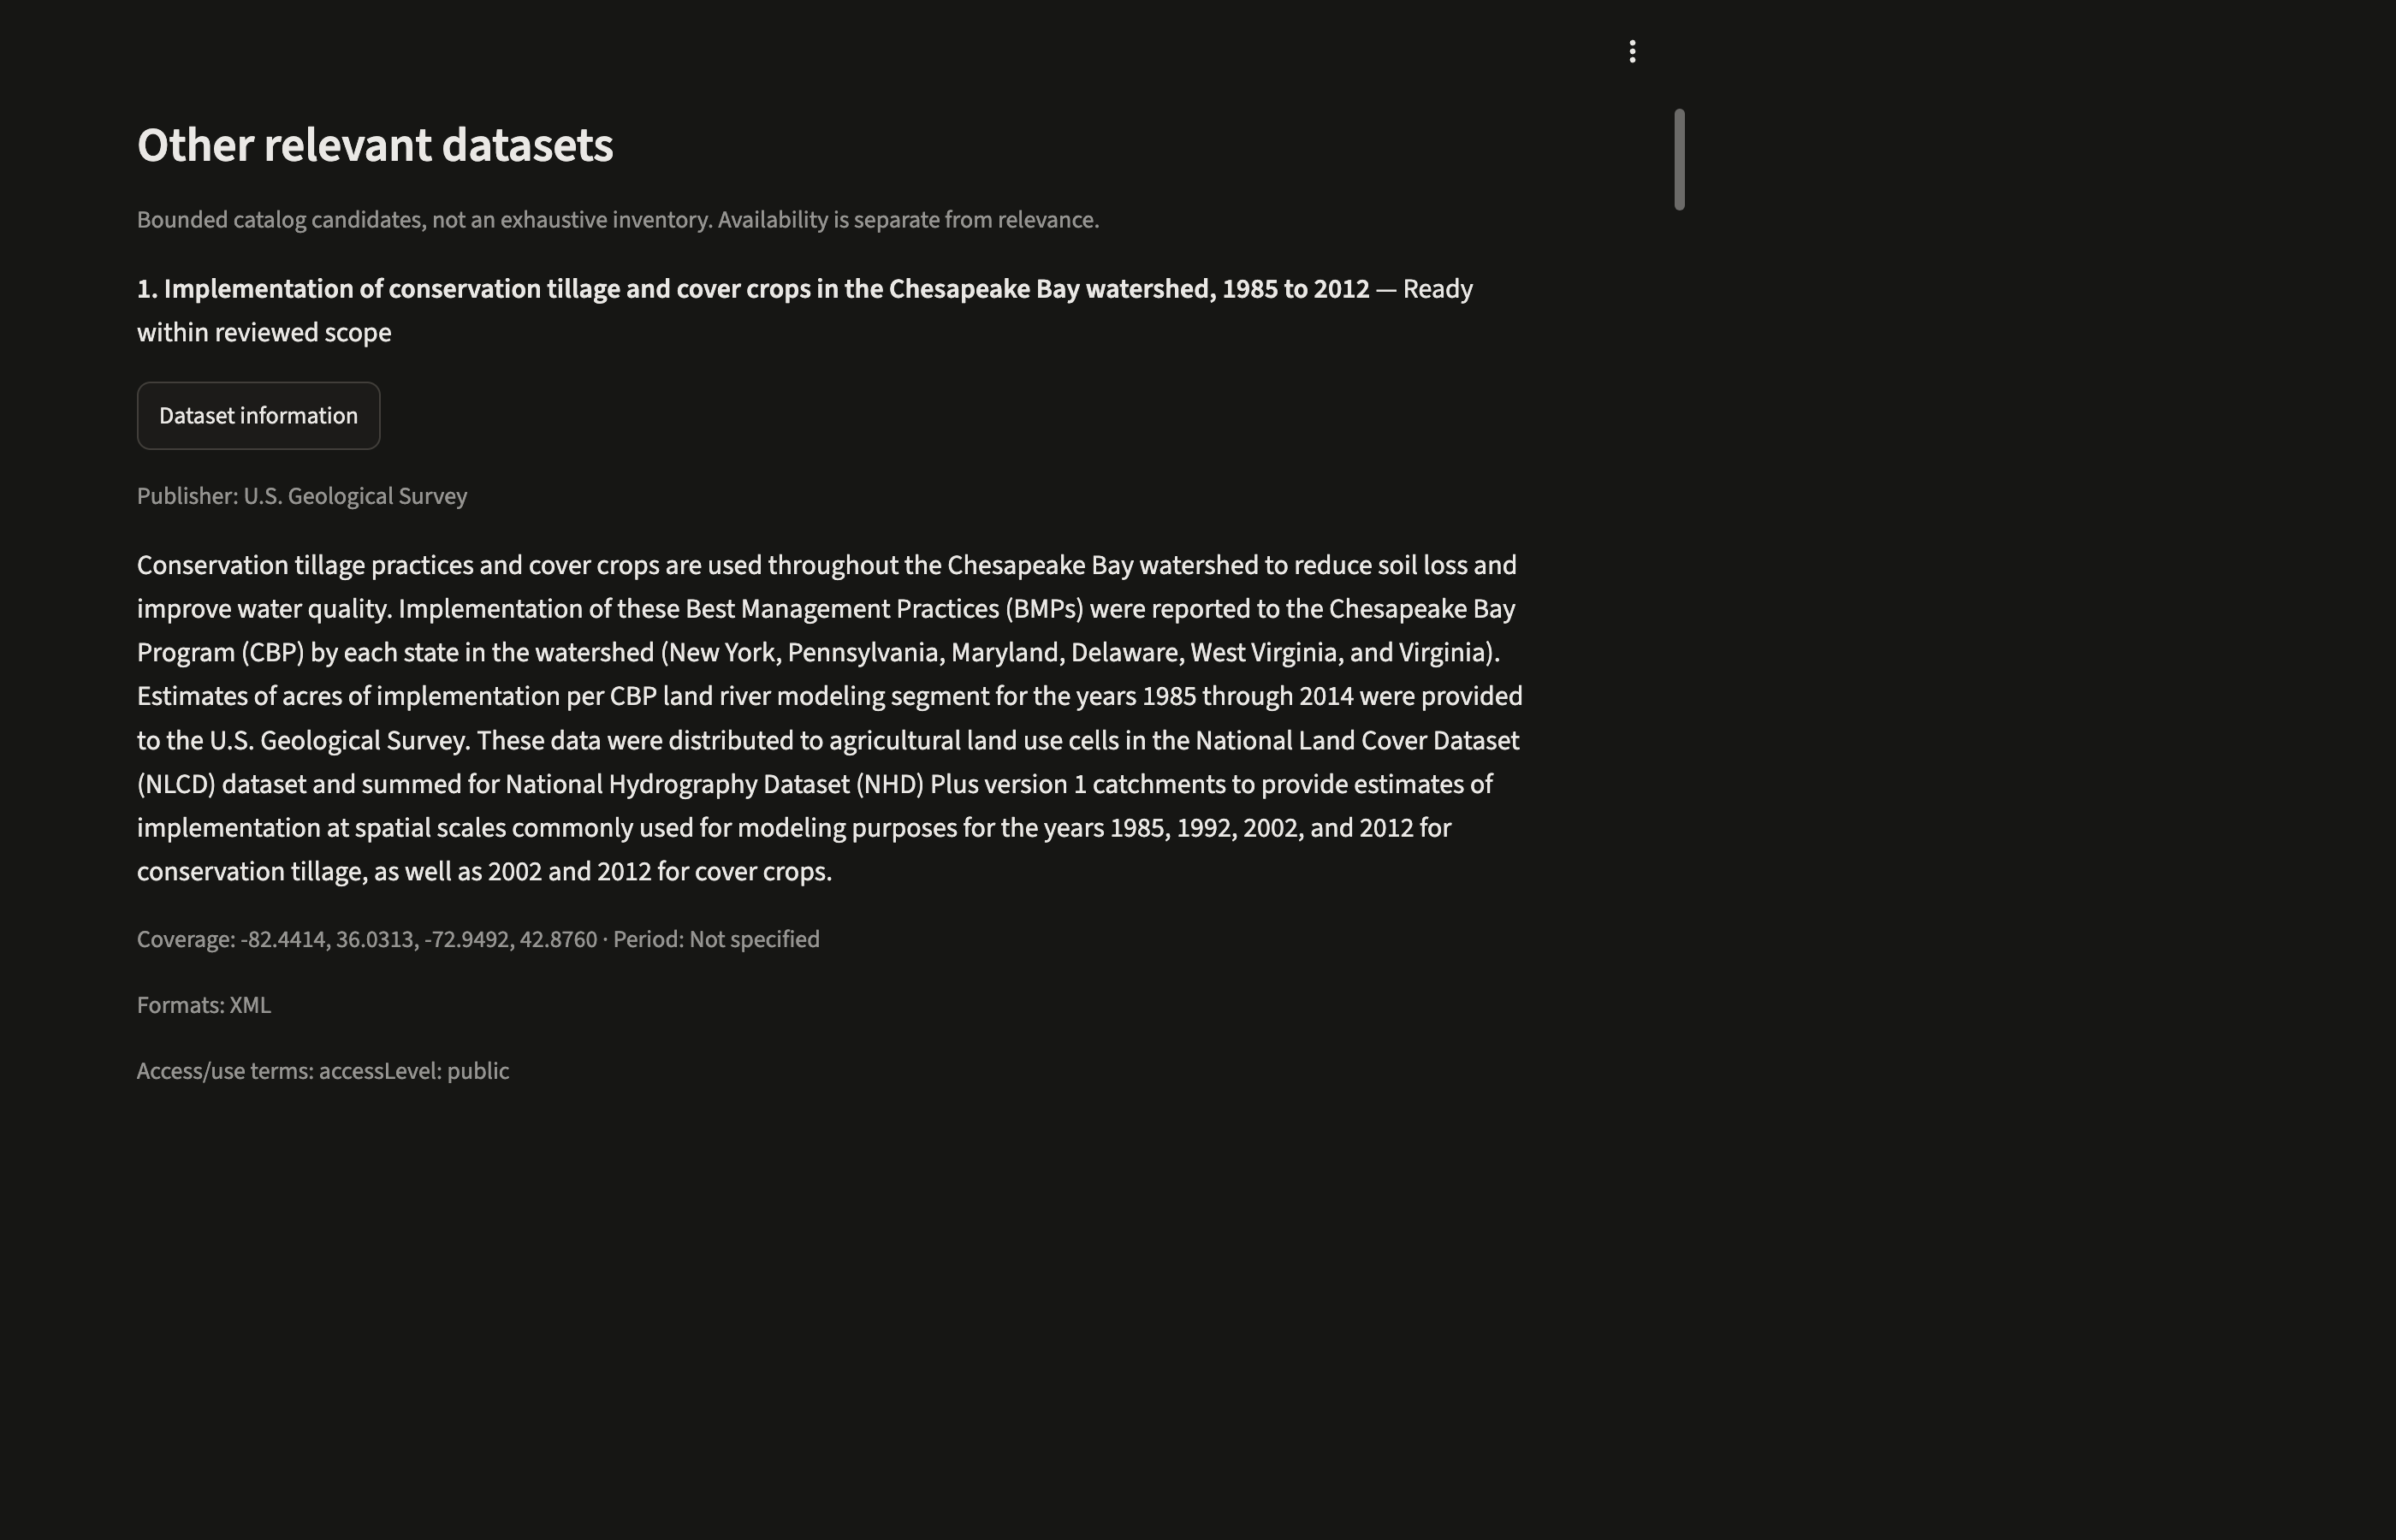 Other relevant datasets
Bounded catalog candidates, not an exhaustive inventory. Availability is separate from relevance.
1. Implementation of conservation tillage and cover crops in the Chesapeake Bay watershed, 1985 to 2012 — Ready
within reviewed scope
Dataset information
Publisher: U.S. Geological Survey
Conservation tillage practices and cover crops are used throughout the Chesapeake Bay watershed to reduce soil loss and
improve water quality. Implementation of these Best Management Practices (BMPs) were reported to the Chesapeake Bay
Program (CBP) by each state in the watershed (New York, Pennsylvania, Maryland, Delaware, West Virginia, and Virginia).
Estimates of acres of implementation per CBP land river modeling segment for the years 1985 through 2014 were provided
to the U.S. Geological Survey. These data were distributed to agricultural land use cells in the National Land Cover Dataset
(NLCD) dataset and summed for National Hydrography Dataset (NHD) Plus version 1 catchments to provide estimates of
implementation at spatial scales commonly used for modeling purposes for the years 1985, 1992, 2002, and 2012 for
conservation tillage, as well as 2002 and 2012 for cover crops.
Coverage: -82.4414, 36.0313, -72.9492, 42.8760 · Period: Not specified
Formats: XML
Access/use terms: accessLevel: public